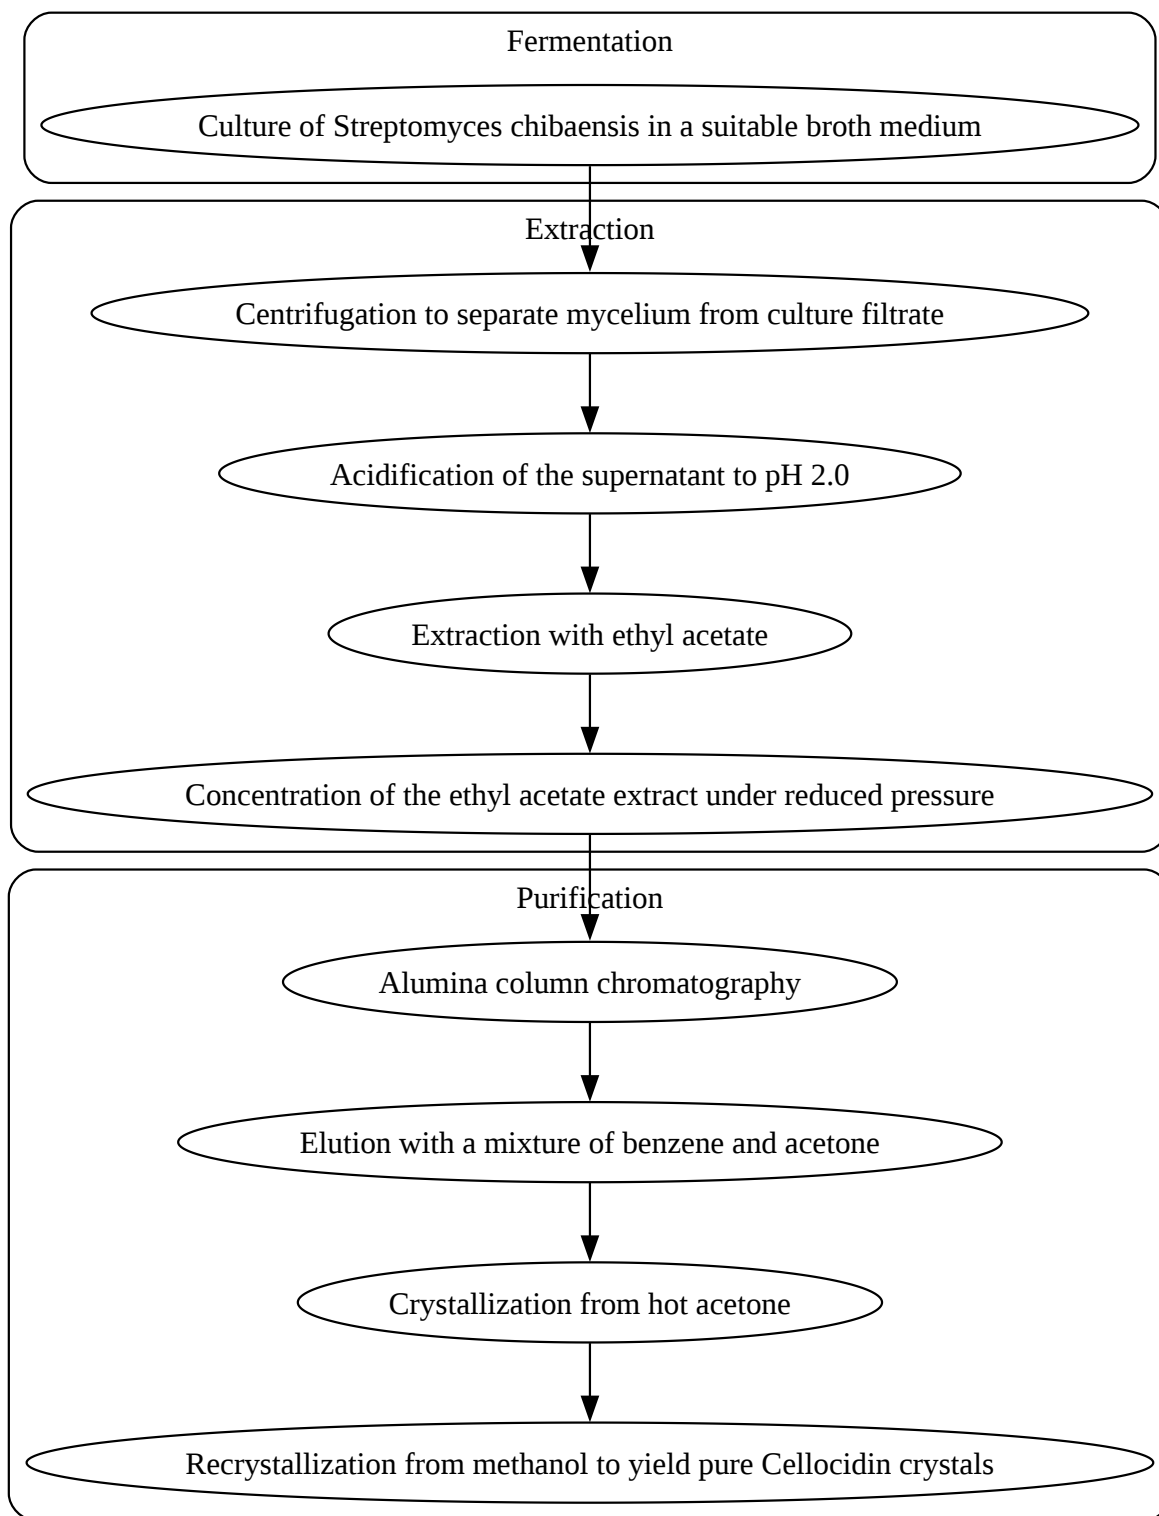 Fermentation
Culture of Streptomyces chibaensis in a suitable broth medium
Extraction
Centrifugation to separate mycelium from culture filtrate
Acidification of the supernatant to pH 2.0
Extraction with ethyl acetate
Concentration of the ethyl acetate extract under reduced pressure
Purification
Alumina column chromatography
Elution with a mixture of benzene and acetone
Crystallization from hot acetone
Recrystallization from methanol to yield pure Cellocidin crystals